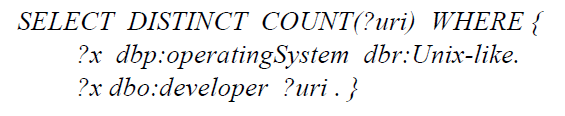 SELECT DISTINCT COUNT(?uri) WHERE {
?x dbp:operatingSystem dbr:Unix-like.
?x dbo:developer ?uri . }